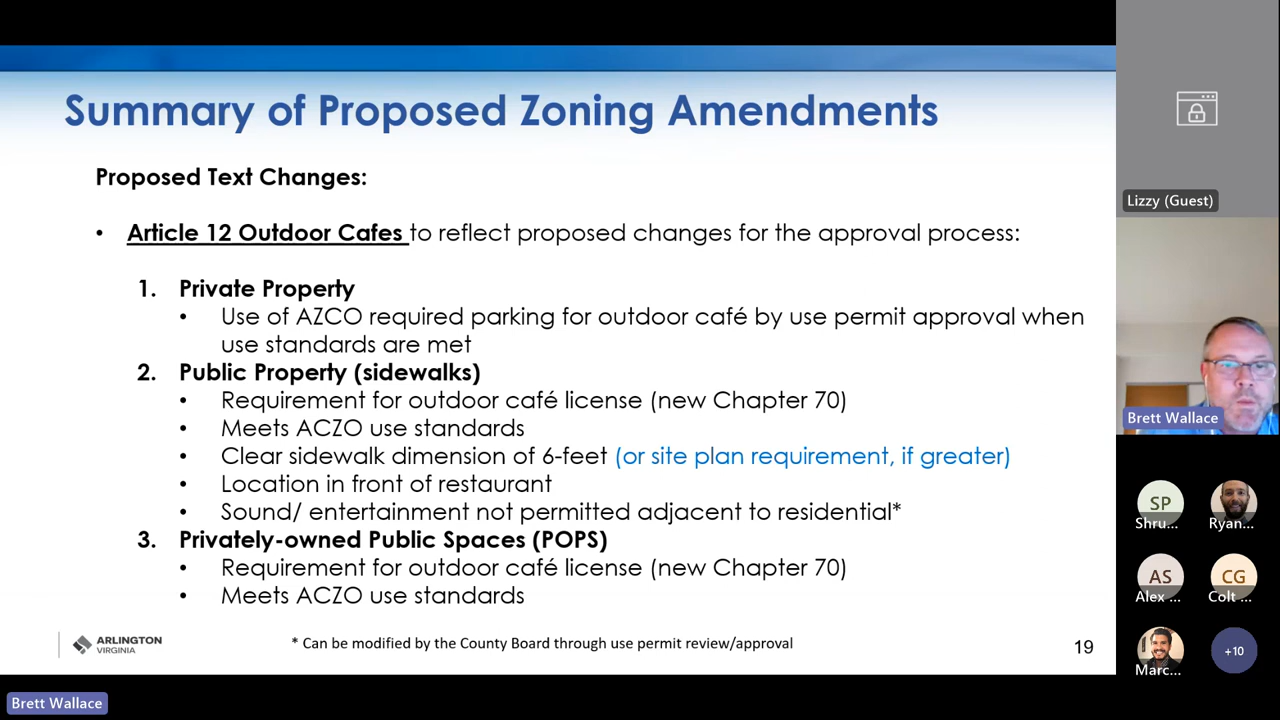 Summary of Proposed Zoning Amendments
Proposed Text Changes:
• Article 12 Outdoor Cafes to reflect proposed changes for the approval process:
1. Private Property
• Use of AZCO required parking for outdoor café by use permit approval when
use standards are met
2. Public Property (sidewalks)
• Requirement for outdoor café license (new Chapter 70)
• Meets ACZO use standards
• Clear sidewalk dimension of 6-feet (or site plan requirement, if greater)
• Location in front of restaurant
• Sound/ entertainment not permitted adjacent to residential*
3. Privately-owned Public Spaces (POPS)
• Requirement for outdoor café license (new Chapter 70)
• Meets ACZO use standards
ARLINGTON
VIRGINIA
* Can be modified by the County Board through use permit review/approval
19
Brett Wallace
Lizzy (Guest)
Brett Wallace
SP
Shru...
Ryan...
AS
Alex ...
CG
Colt ...
Marc...
+10